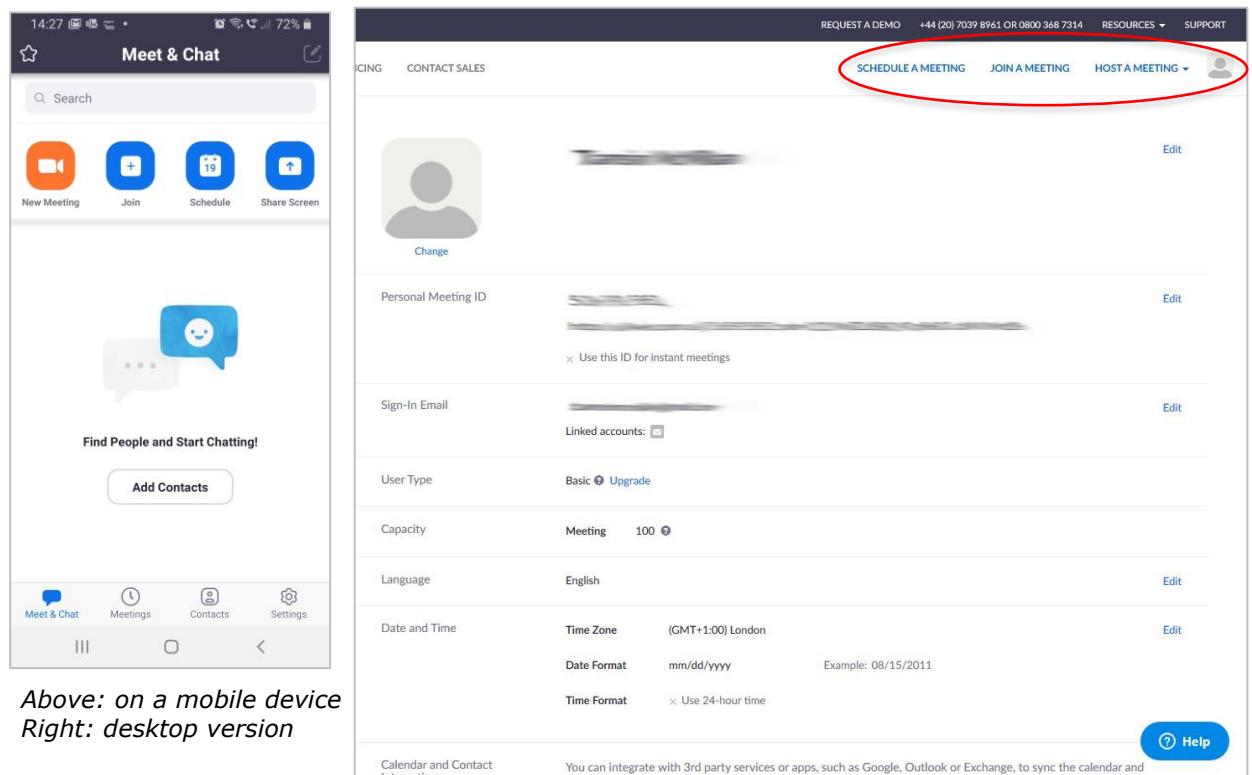 14:27
72%
Meet & Chat
Search
19
New Meeting
Join
Schedule
Share Screen
Find People and Start Chatting!
Add Contacts
Meet & Chat
Meetings
Contacts
Settings
Above: on a mobile device
Right: desktop version
REQUEST A DEMO +44 (20) 7039 8961 OR 0800 368 7314 RESOURCES SUPPORT
CONTACT SALES SCHEDULE A MEETING JOIN A MEETING HOST A MEETING
Edit
Change
Personal Meeting ID Edit
× Use this ID for instant meetings
Sign-In Email Edit
Linked accounts:
User Type Basic Upgrade
Capacity Meeting 100
Language English Edit
Date and Time Time Zone (GMT+1:00) London Edit
Date Format mm/dd/yyyy Example: 08/15/2011
Time Format × Use 24-hour time
Help
Calendar and Contact You can integrate with 3rd party services or apps, such as Google, Outlook or Exchange, to sync the calendar and